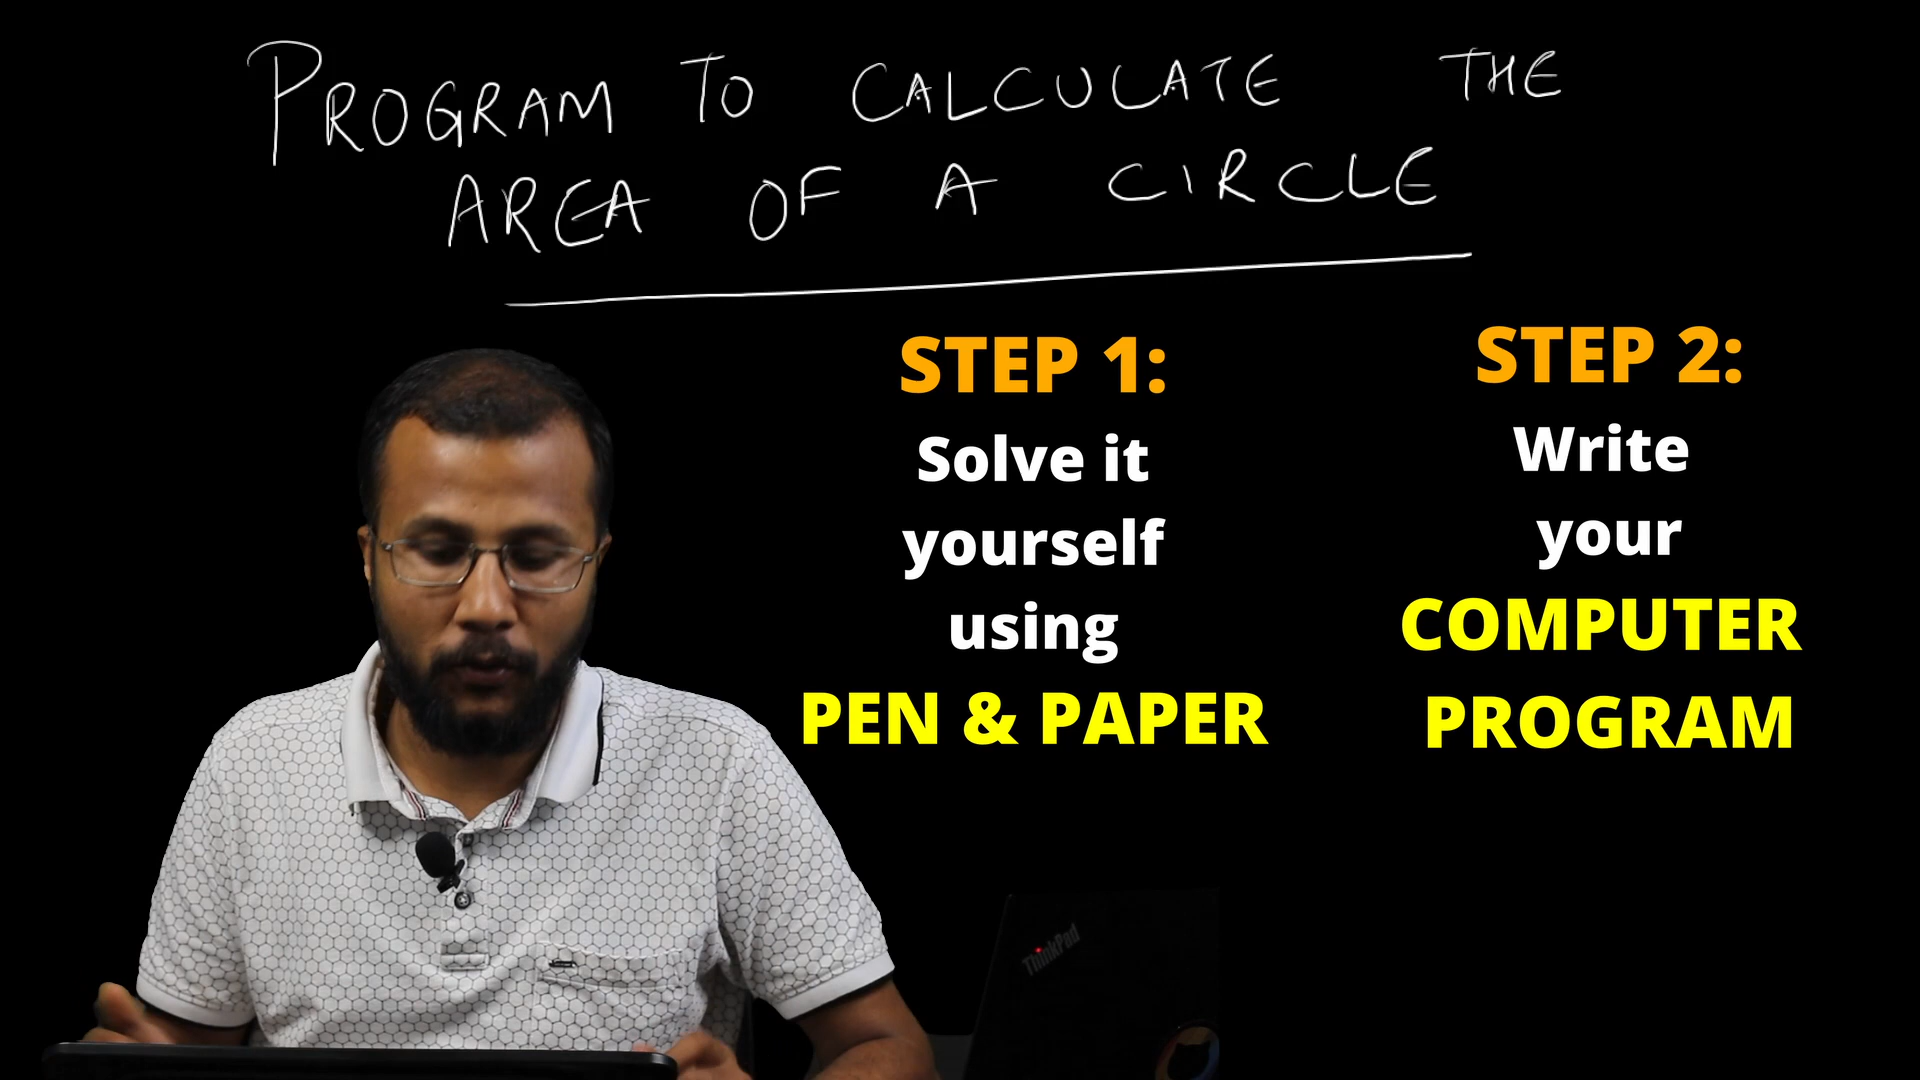 PROGRAM TO CALCULATE THE
AREA OF A CIRCLE
STEP 1:
Solve it
yourself
using
PEN & PAPER
STEP 2:
Write
your
COMPUTER
PROGRAM
ThinkPad